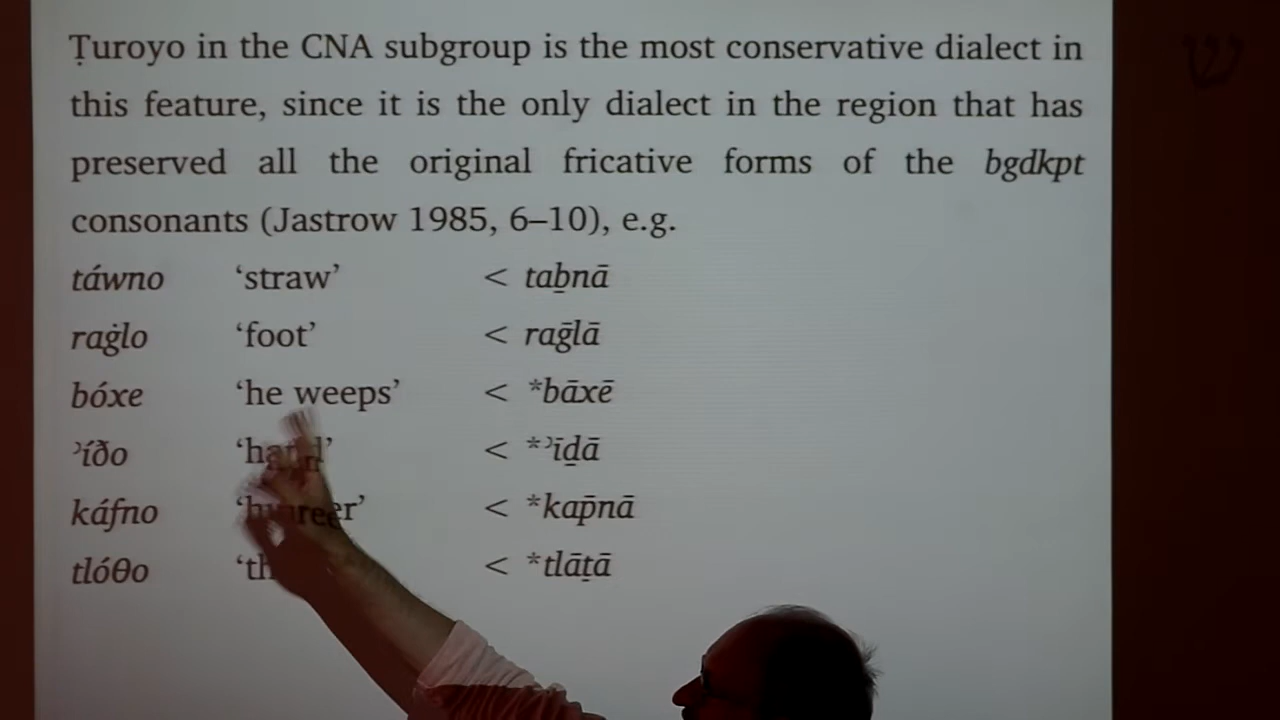 Ṭuroyo in the CNA subgroup is the most conservative dialect in
this feature, since it is the only dialect in the region that has
preserved all the original fricative forms of the bgdkpt
consonants (Jastrow 1985, 6–10), e.g.
táwno ‘straw’ < taḇnā
raġlo ‘foot’ < raḡlā
bóxe ‘he weeps’ < *bāxē
ʾíðo ‘hand’ < *ʾīḏā
káfno < *kap̄nā
tlóθo < *tlāṯā
ש